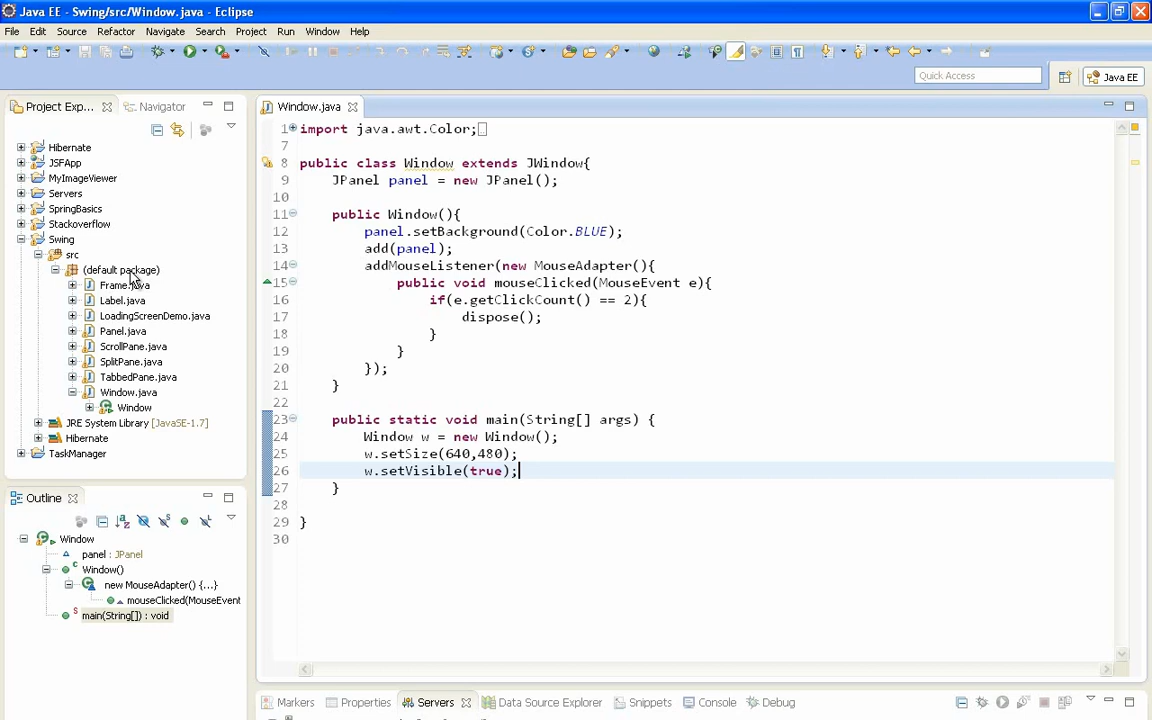 Java EE - Swing/src/Window.java - Eclipse
File Edit Source Refactor Navigate Search Project Run Window Help
Quick Access
Java EE
Project Exp...
Navigator
Hibernate
JSFApp
MyImageViewer
Servers
SpringBasics
Stackoverflow
Swing
src
(default package)
Frame.java
Label.java
LoadingScreenDemo.java
Panel.java
ScrollPane.java
SplitPane.java
TabbedPane.java
Window.java
Window
JRE System Library [JavaSE-1.7]
Hibernate
TaskManager
Outline
Window
panel : JPanel
Window()
new MouseAdapter() {...}
mouseClicked(MouseEvent
main(String[]) : void
Window.java
1 import java.awt.Color;
7
8 public class Window extends JWindow{
9 JPanel panel = new JPanel();
10
11 public Window(){
12 panel.setBackground(Color.BLUE);
13 add(panel);
14 addMouseListener(new MouseAdapter(){
15 public void mouseClicked(MouseEvent e){
16 if(e.getClickCount() == 2){
17 dispose();
18 }
19 }
20 });
21 }
22
23 public static void main(String[] args) {
24 Window w = new Window();
25 w.setSize(640,480);
26 w.setVisible(true);
27 }
28
29 }
30
Markers Properties Servers Data Source Explorer Snippets Console Debug